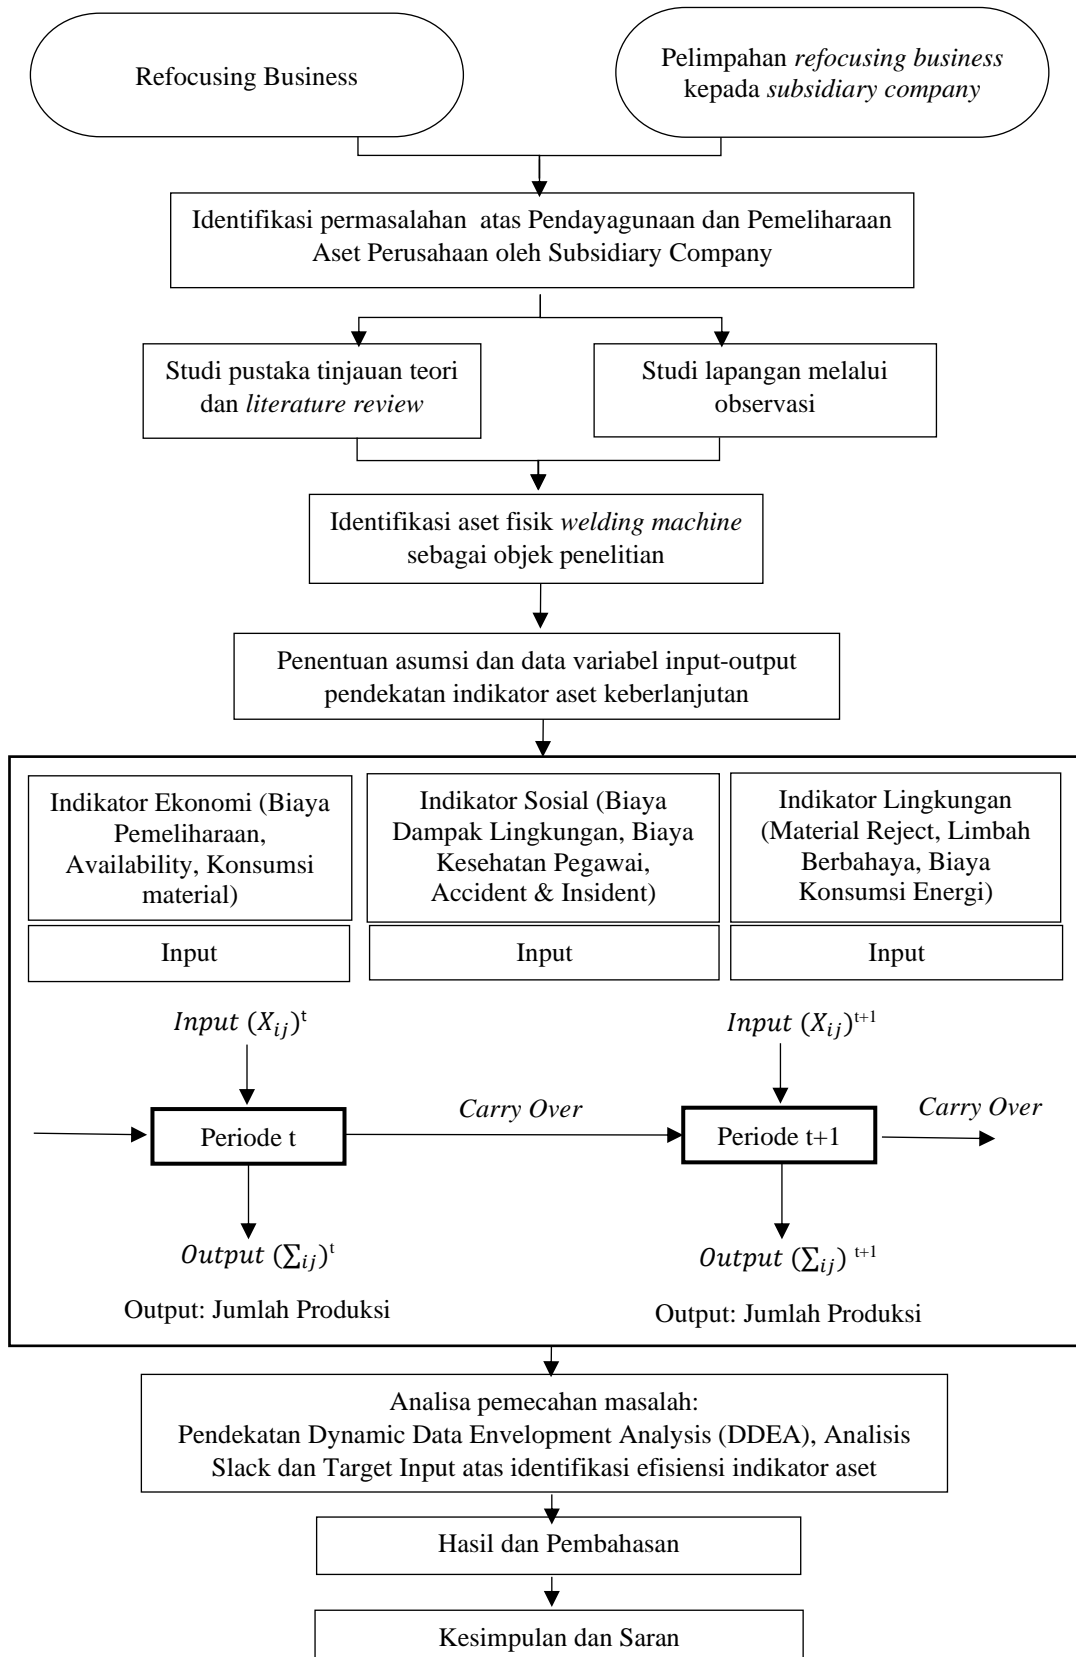 Refocusing Business
Pelimpahan refocusing business
kepada subsidiary company
Identifikasi permasalahan atas Pendayagunaan dan Pemeliharaan
Aset Perusahaan oleh Subsidiary Company
Studi pustaka tinjauan teori
dan literature review
Studi lapangan melalui
observasi
Identifikasi aset fisik welding machine
sebagai objek penelitian
Penentuan asumsi dan data variabel input-output
pendekatan indikator aset keberlanjutan
Indikator Ekonomi (Biaya
Pemeliharaan,
Availability, Konsumsi
material)
Indikator Sosial (Biaya
Dampak Lingkungan, Biaya
Kesehatan Pegawai,
Accident & Insident)
Indikator Lingkungan
(Material Reject, Limbah
Berbahaya, Biaya
Konsumsi Energi)
Input
Input
Input
Input (X_{ij})^t
Input (X_{ij})^{t+1}
Carry Over
Carry Over
Periode t
Periode t+1
Output (∑_{ij})^t
Output (∑_{ij})^{t+1}
Output: Jumlah Produksi
Output: Jumlah Produksi
Analisa pemecahan masalah:
Pendekatan Dynamic Data Envelopment Analysis (DDEA), Analisis
Slack dan Target Input atas identifikasi efisiensi indikator aset
Hasil dan Pembahasan
Kesimpulan dan Saran